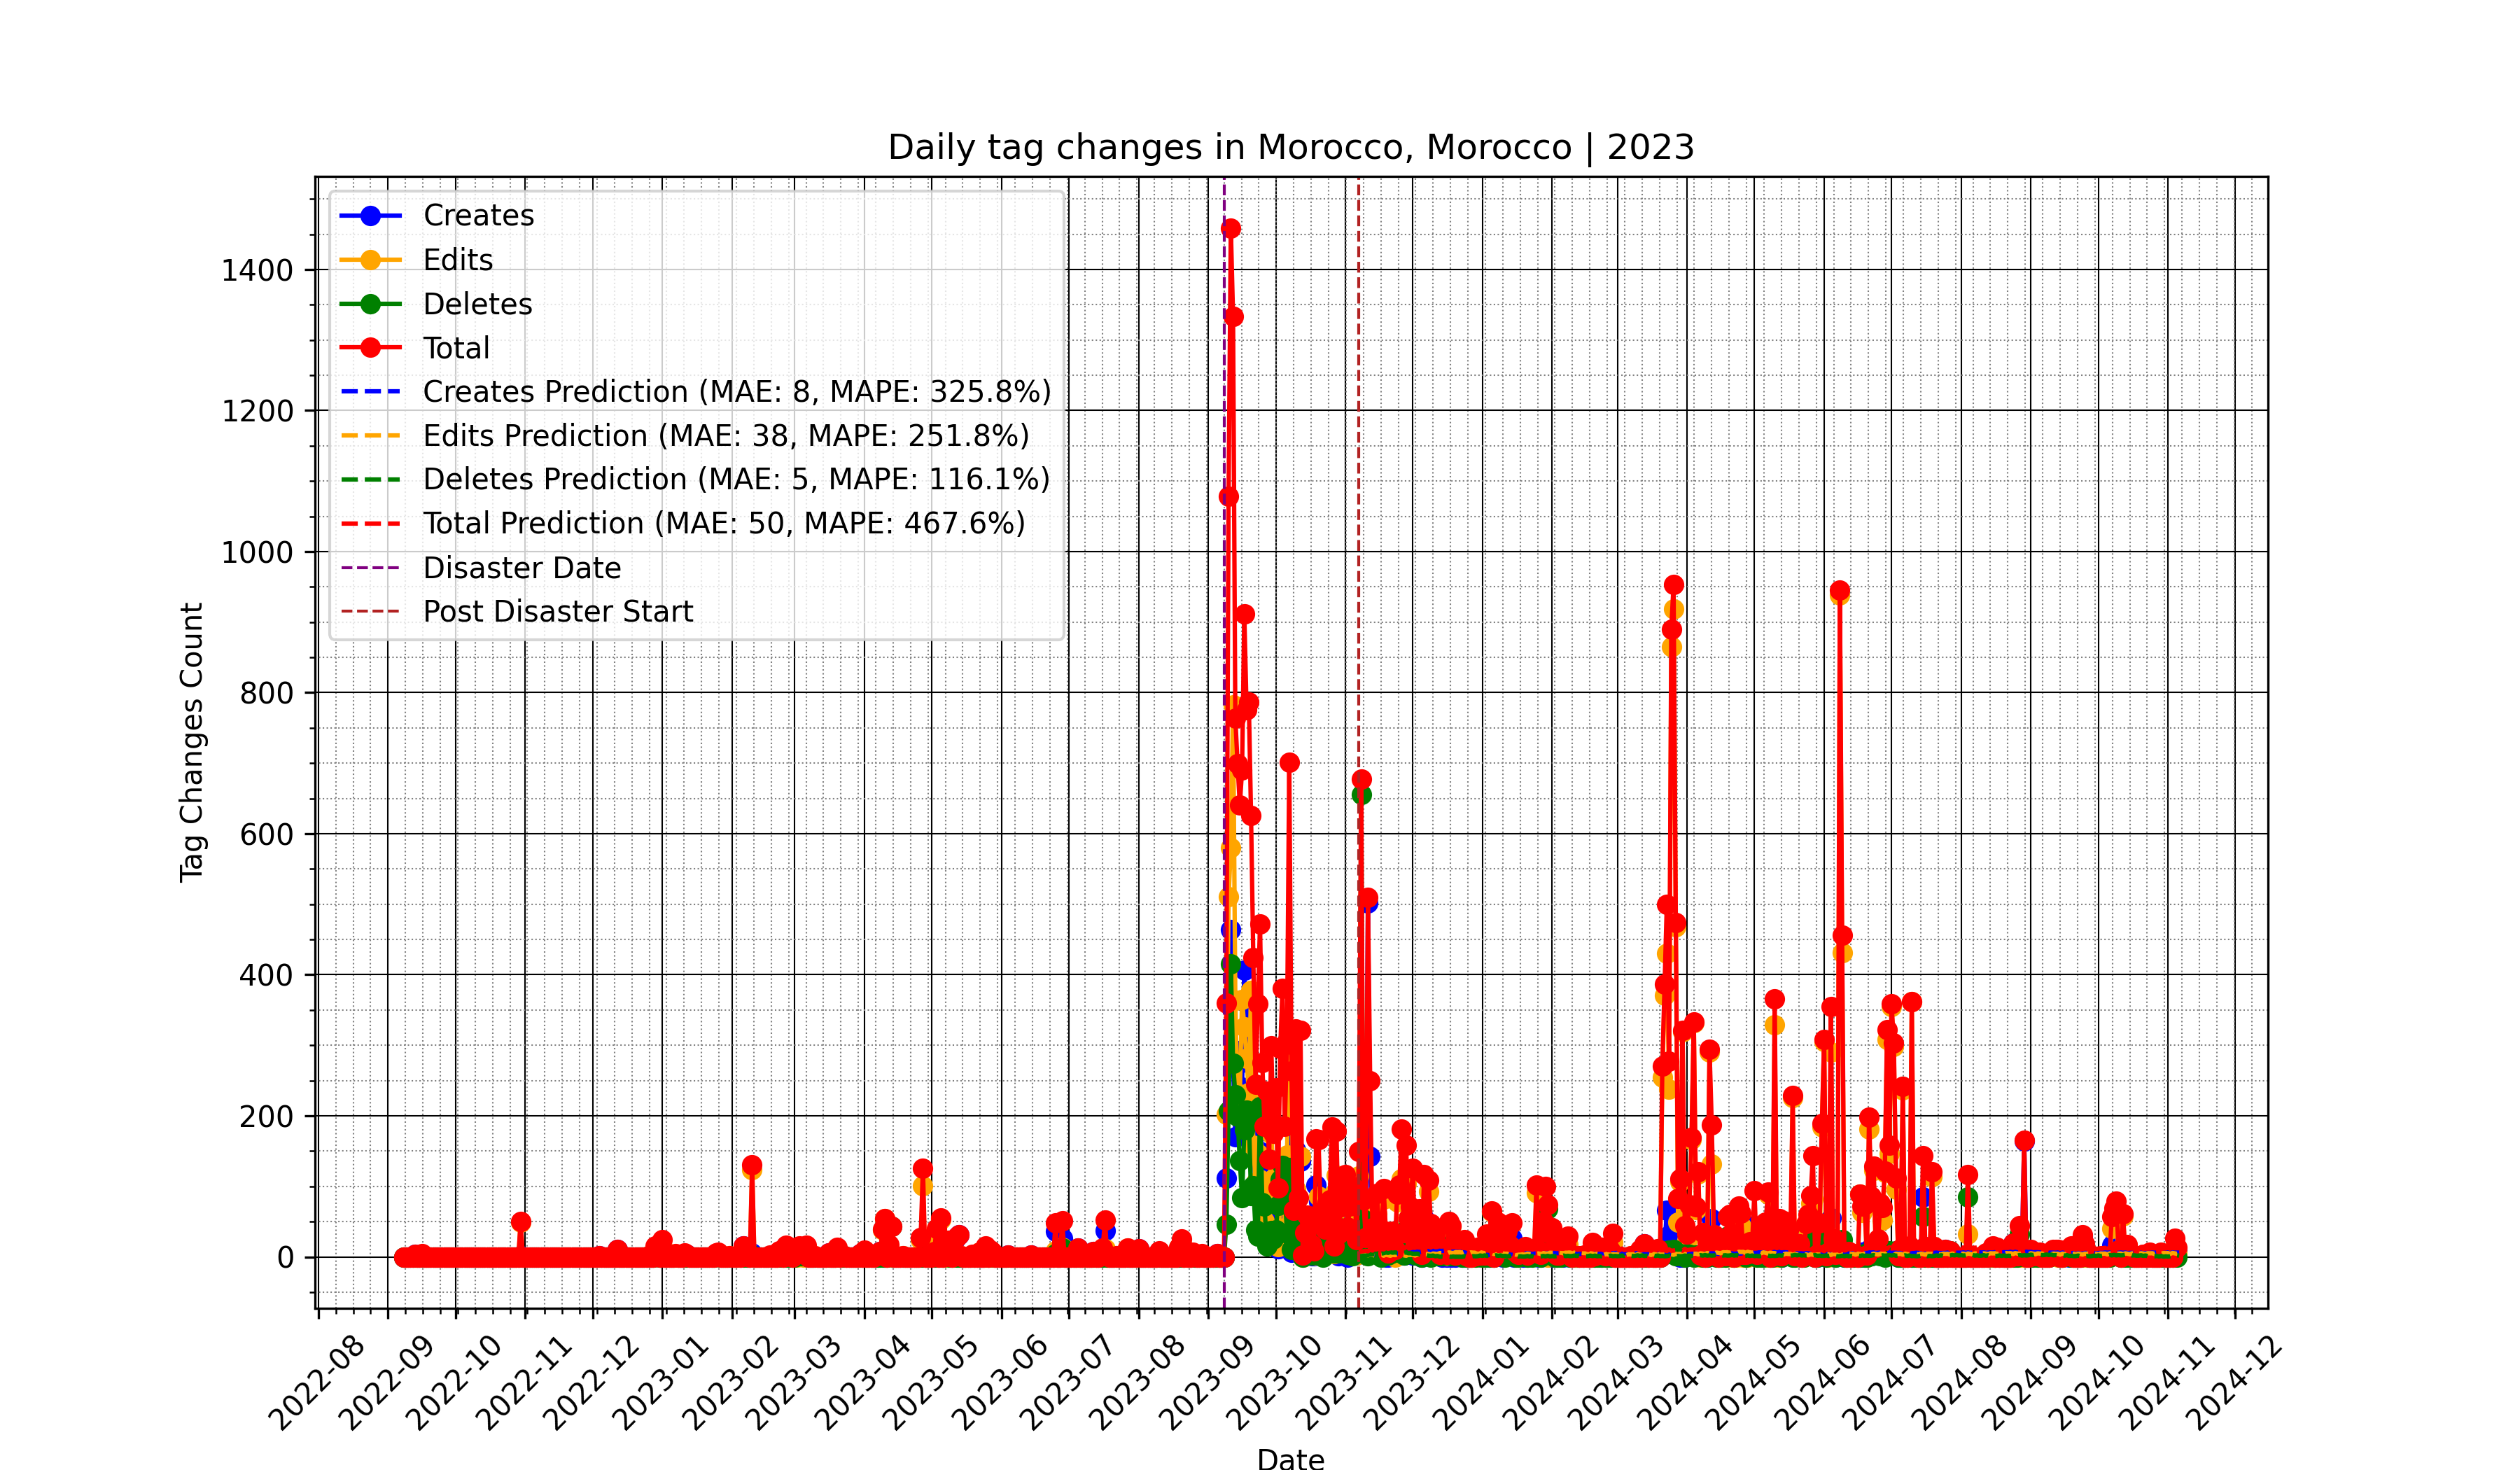 Daily tag changes in Morocco, Morocco | 2023
Creates
Edits
Deletes
Total
Creates Prediction (MAE: 8, MAPE: 325.8%)
Edits Prediction (MAE: 38, MAPE: 251.8%)
Deletes Prediction (MAE: 5, MAPE: 116.1%)
Total Prediction (MAE: 50, MAPE: 467.6%)
Disaster Date
Post Disaster Start
Tag Changes Count
1400
1200
1000
800
600
400
200
0
2022-08
2022-09
2022-10
2022-11
2022-12
2023-01
2023-02
2023-03
2023-04
2023-05
2023-06
2023-07
2023-08
2023-09
2023-10
2023-11
2023-12
2024-01
2024-02
2024-03
2024-04
2024-05
2024-06
2024-07
2024-08
2024-09
2024-10
2024-11
2024-12
Date